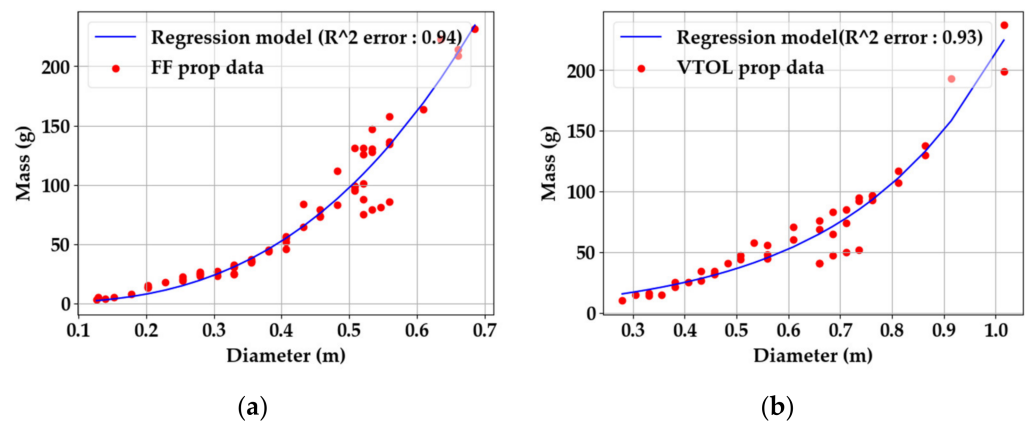 Regression model (R^2 error : 0.94)
FF prop data
200
150
100
50
0
Mass (g)
0.1 0.2 0.3 0.4 0.5 0.6 0.7
Diameter (m)
(a)
Regression model(R^2 error : 0.93)
VTOL prop data
200
150
100
50
0
Mass (g)
0.3 0.4 0.5 0.6 0.7 0.8 0.9 1.0
Diameter (m)
(b)